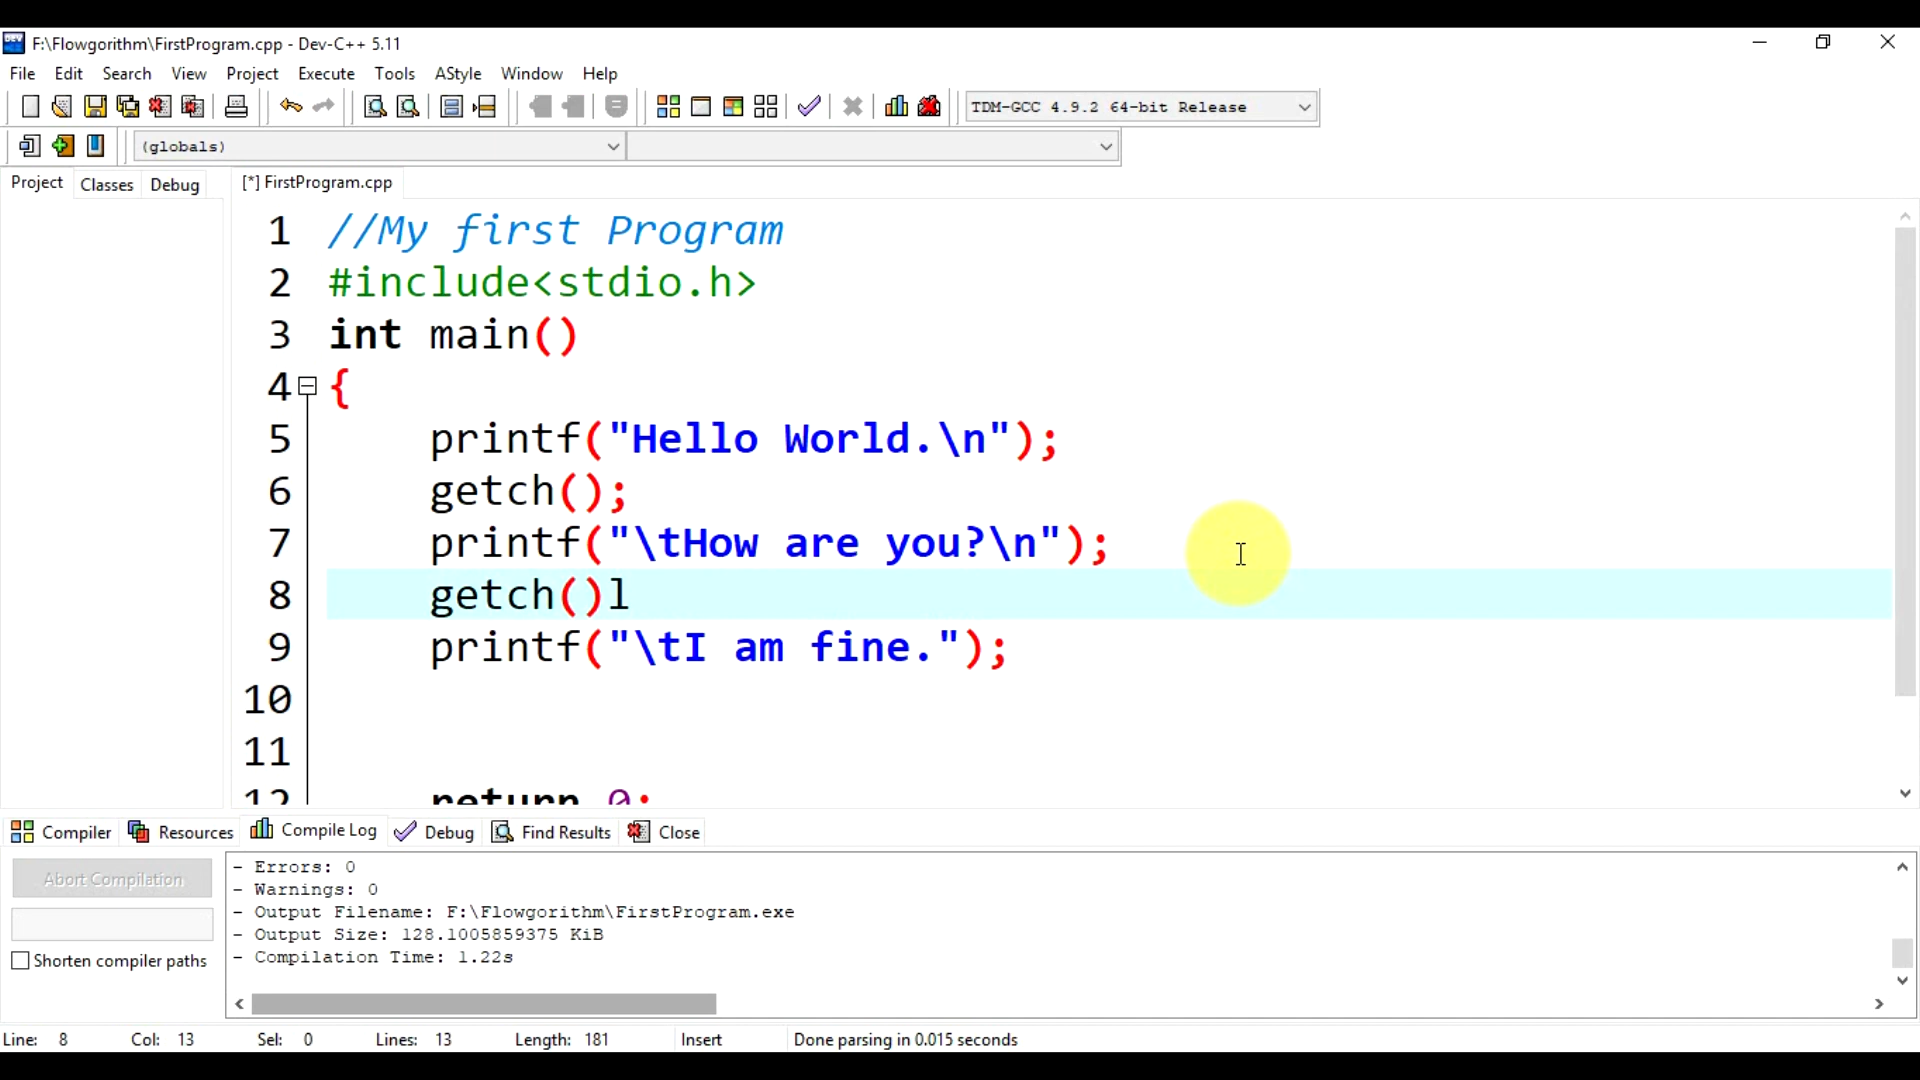 F:\Flowgorithm\FirstProgram.cpp - Dev-C++ 5.11
File Edit Search View Project Execute Tools AStyle Window Help
TDM-GCC 4.9.2 64-bit Release
(globals)
Project Classes Debug [*] FirstProgram.cpp
1 //My first Program
2 #include<stdio.h>
3 int main()
4 {
5 printf("Hello World.\n");
6 getch();
7 printf("\tHow are you?\n");
8 getch()l
9 printf("\tI am fine.");
10
11
12 return 0;
Compiler Resources Compile Log Debug Find Results Close
Abort Compilation
Shorten compiler paths
- Errors: 0
- Warnings: 0
- Output Filename: F:\Flowgorithm\FirstProgram.exe
- Output Size: 128.1005859375 KiB
- Compilation Time: 1.22s
Line: 8 Col: 13 Sel: 0 Lines: 13 Length: 181 Insert Done parsing in 0.015 seconds